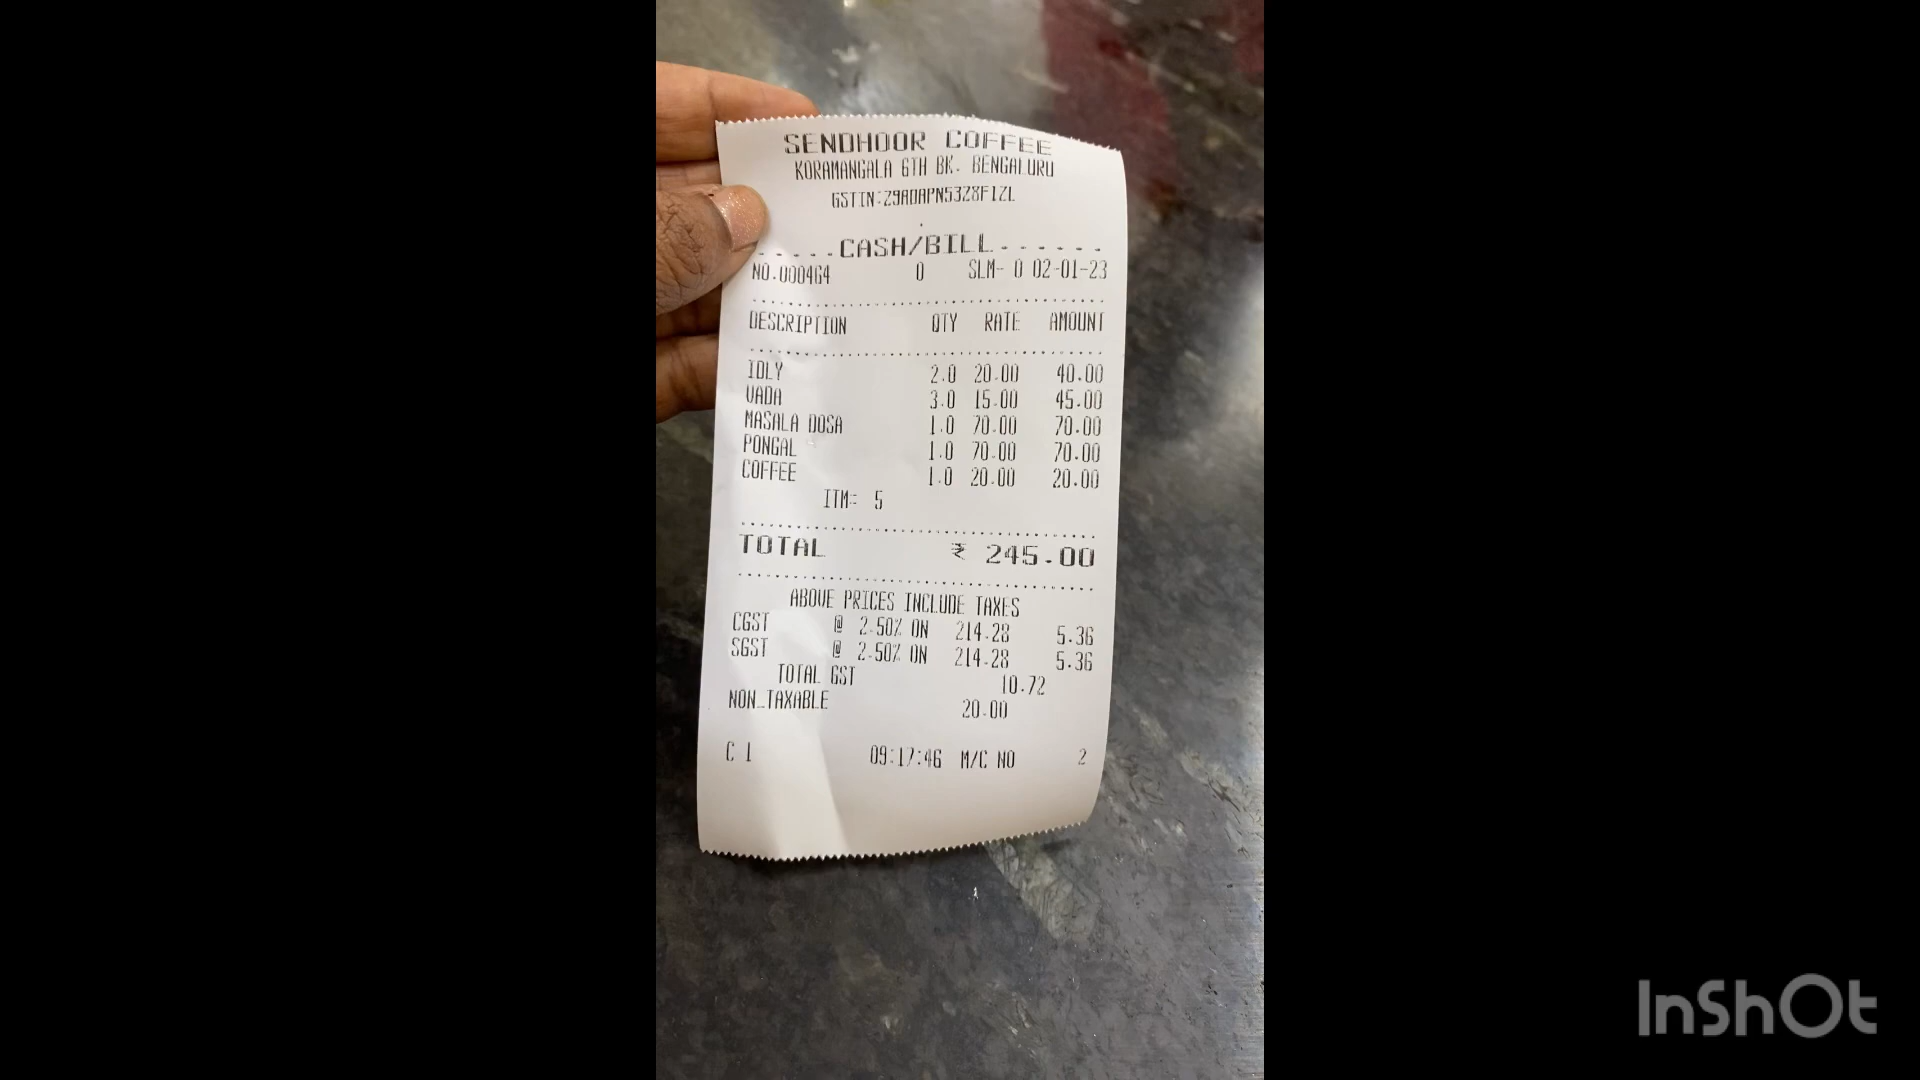 SENDHOOR COFFEE
KORAMANGALA 6TH BK. BENGALURU
GSTIN:29ADAPN5328F1ZL
.....CASH/BILL......
NO.000464 0 SLM- 0 02-01-23
DESCRIPTION QTY RATE AMOUNT
IDLY 2.0 20.00 40.00
VADA 3.0 15.00 45.00
MASALA DOSA 1.0 70.00 70.00
PONGAL 1.0 70.00 70.00
COFFEE 1.0 20.00 20.00
ITM= 5
TOTAL ₹ 245.00
ABOVE PRICES INCLUDE TAXES
CGST @ 2.50% ON 214.28 5.36
SGST @ 2.50% ON 214.28 5.36
TOTAL GST 10.72
NON_TAXABLE 20.00
C 1 09:17:46 M/C NO 2
InShOt